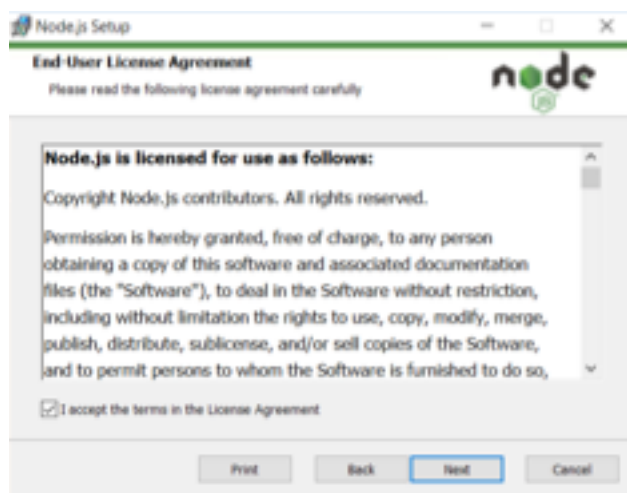 Node.js Setup
End-User License Agreement
Please read the following license agreement carefully
node
JS
Node.js is licensed for use as follows:
Copyright Node.js contributors. All rights reserved.
Permission is hereby granted, free of charge, to any person
obtaining a copy of this software and associated documentation
files (the "Software"), to deal in the Software without restriction,
including without limitation the rights to use, copy, modify, merge,
publish, distribute, sublicense, and/or sell copies of the Software,
and to permit persons to whom the Software is furnished to do so,
I accept the terms in the License Agreement
Print Back Next Cancel